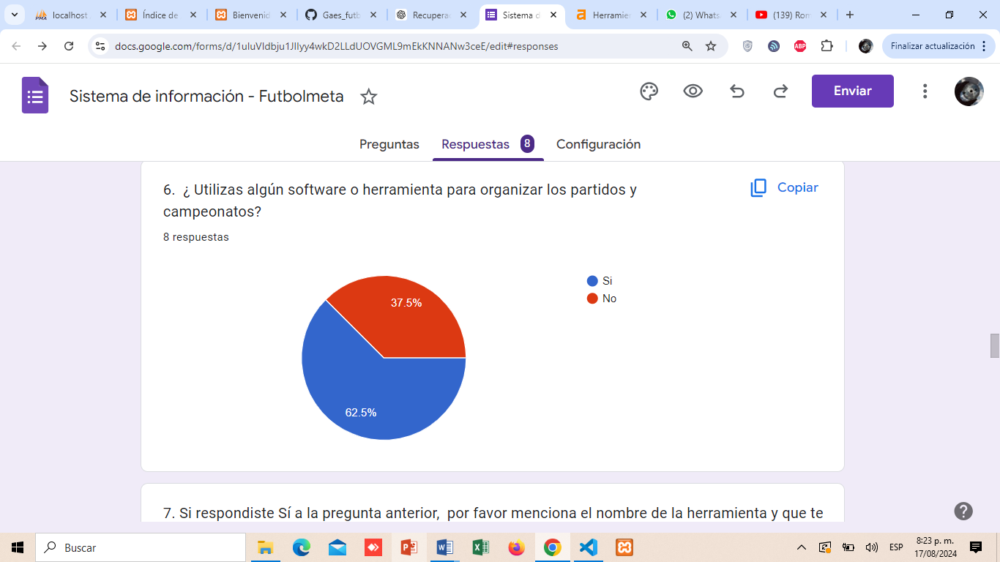 localhost
Índice de
Bienvenid
Gaes_futb
Recupera
Sistema d
Herramie
(2) Whats
(139) Rom
docs.google.com/forms/d/1uluVldbju1JIlyy4wkD2LLdUOVGML9mEkKNNANw3ceE/edit#responses
ABP
Finalizar actualización
Sistema de información - Futbolmeta
Enviar
Preguntas
Respuestas 8
Configuración
6.  ¿ Utilizas algún software o herramienta para organizar los partidos y
campeonatos?
Copiar
8 respuestas
Si
No
37.5%
62.5%
7. Si respondiste Sí a la pregunta anterior,  por favor menciona el nombre de la herramienta y que te
Buscar
ESP
8:23 p. m.
17/08/2024